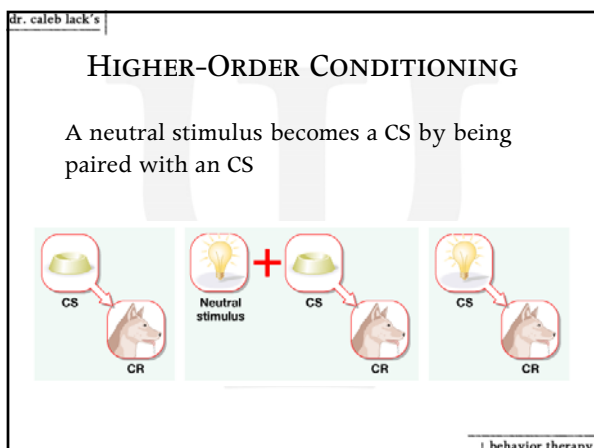 dr. caleb lack's
HIGHER-ORDER CONDITIONING
A neutral stimulus becomes a CS by being
paired with an CS
CS
CR
Neutral
stimulus
CS
CR
CS
CR
behavior therapy